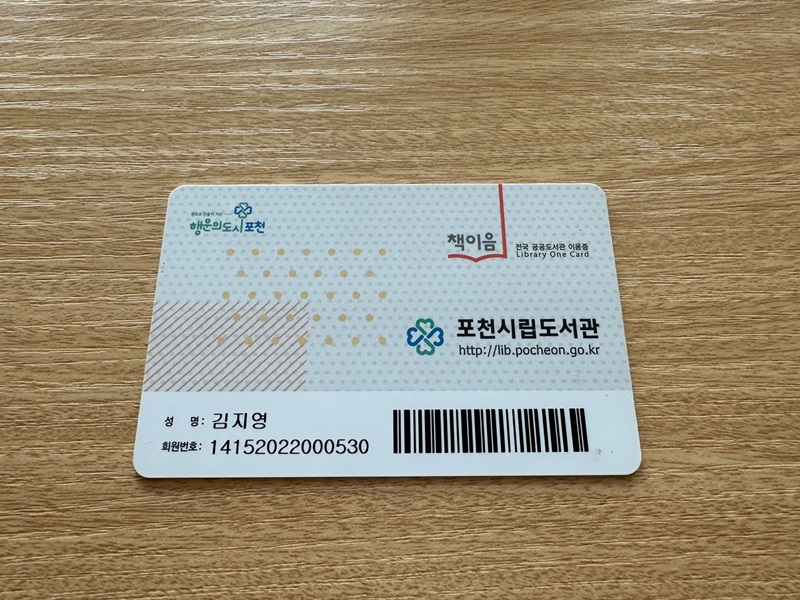 행운의도시포천
책이음
전국 공공도서관 이용증
Library One Card
포천시립도서관
http://lib.pocheon.go.kr
성 명: 김지영
회원번호: 14152022000530